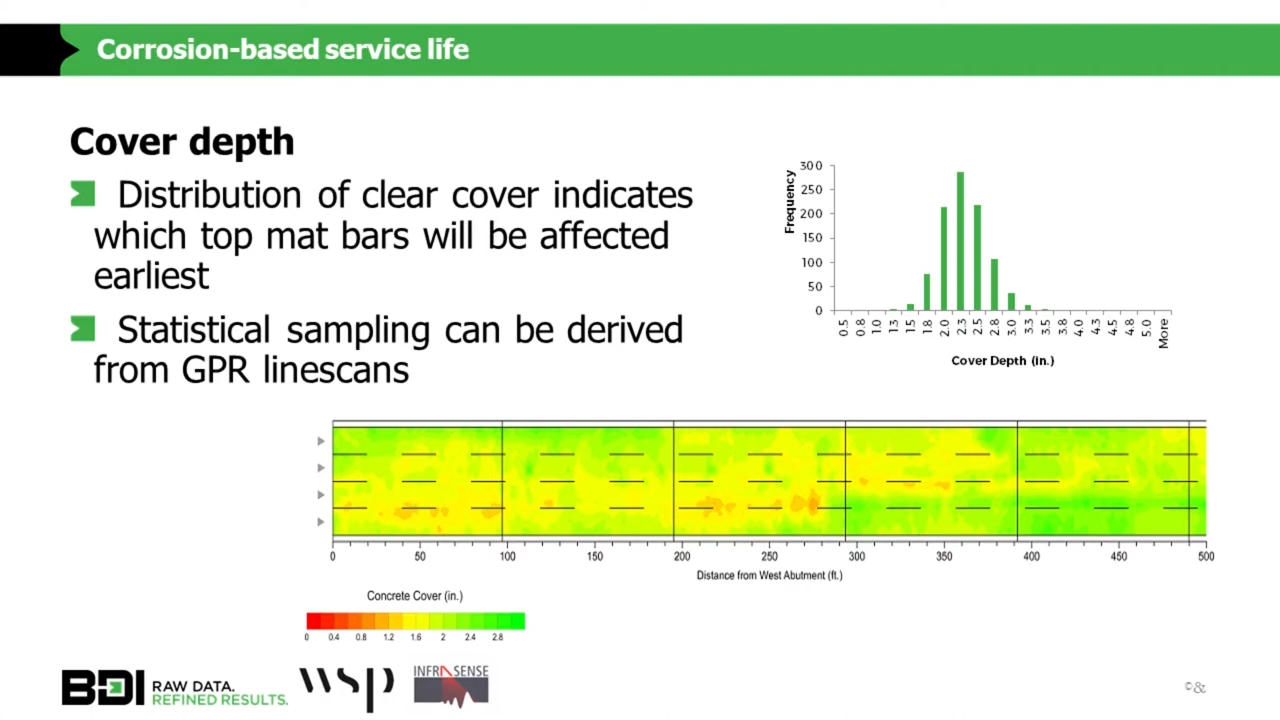 Corrosion-based service life
Cover depth
Distribution of clear cover indicates
which top mat bars will be affected
earliest
Statistical sampling can be derived
from GPR linescans
Frequency
300
250
200
150
100
50
0
0.5 0.8 1.0 1.3 1.5 1.8 2.0 2.3 2.5 2.8 3.0 3.3 3.5 3.8 4.0 4.3 4.5 4.8 5.0 More
Cover Depth (in.)
0 50 100 150 200 250 300 350 400 450 500
Distance from West Abutment (ft.)
Concrete Cover (in.)
0 0.4 0.8 1.2 1.6 2 2.4 2.8
BDI RAW DATA.
REFINED RESULTS.
wsp
INFRASENSE
©&